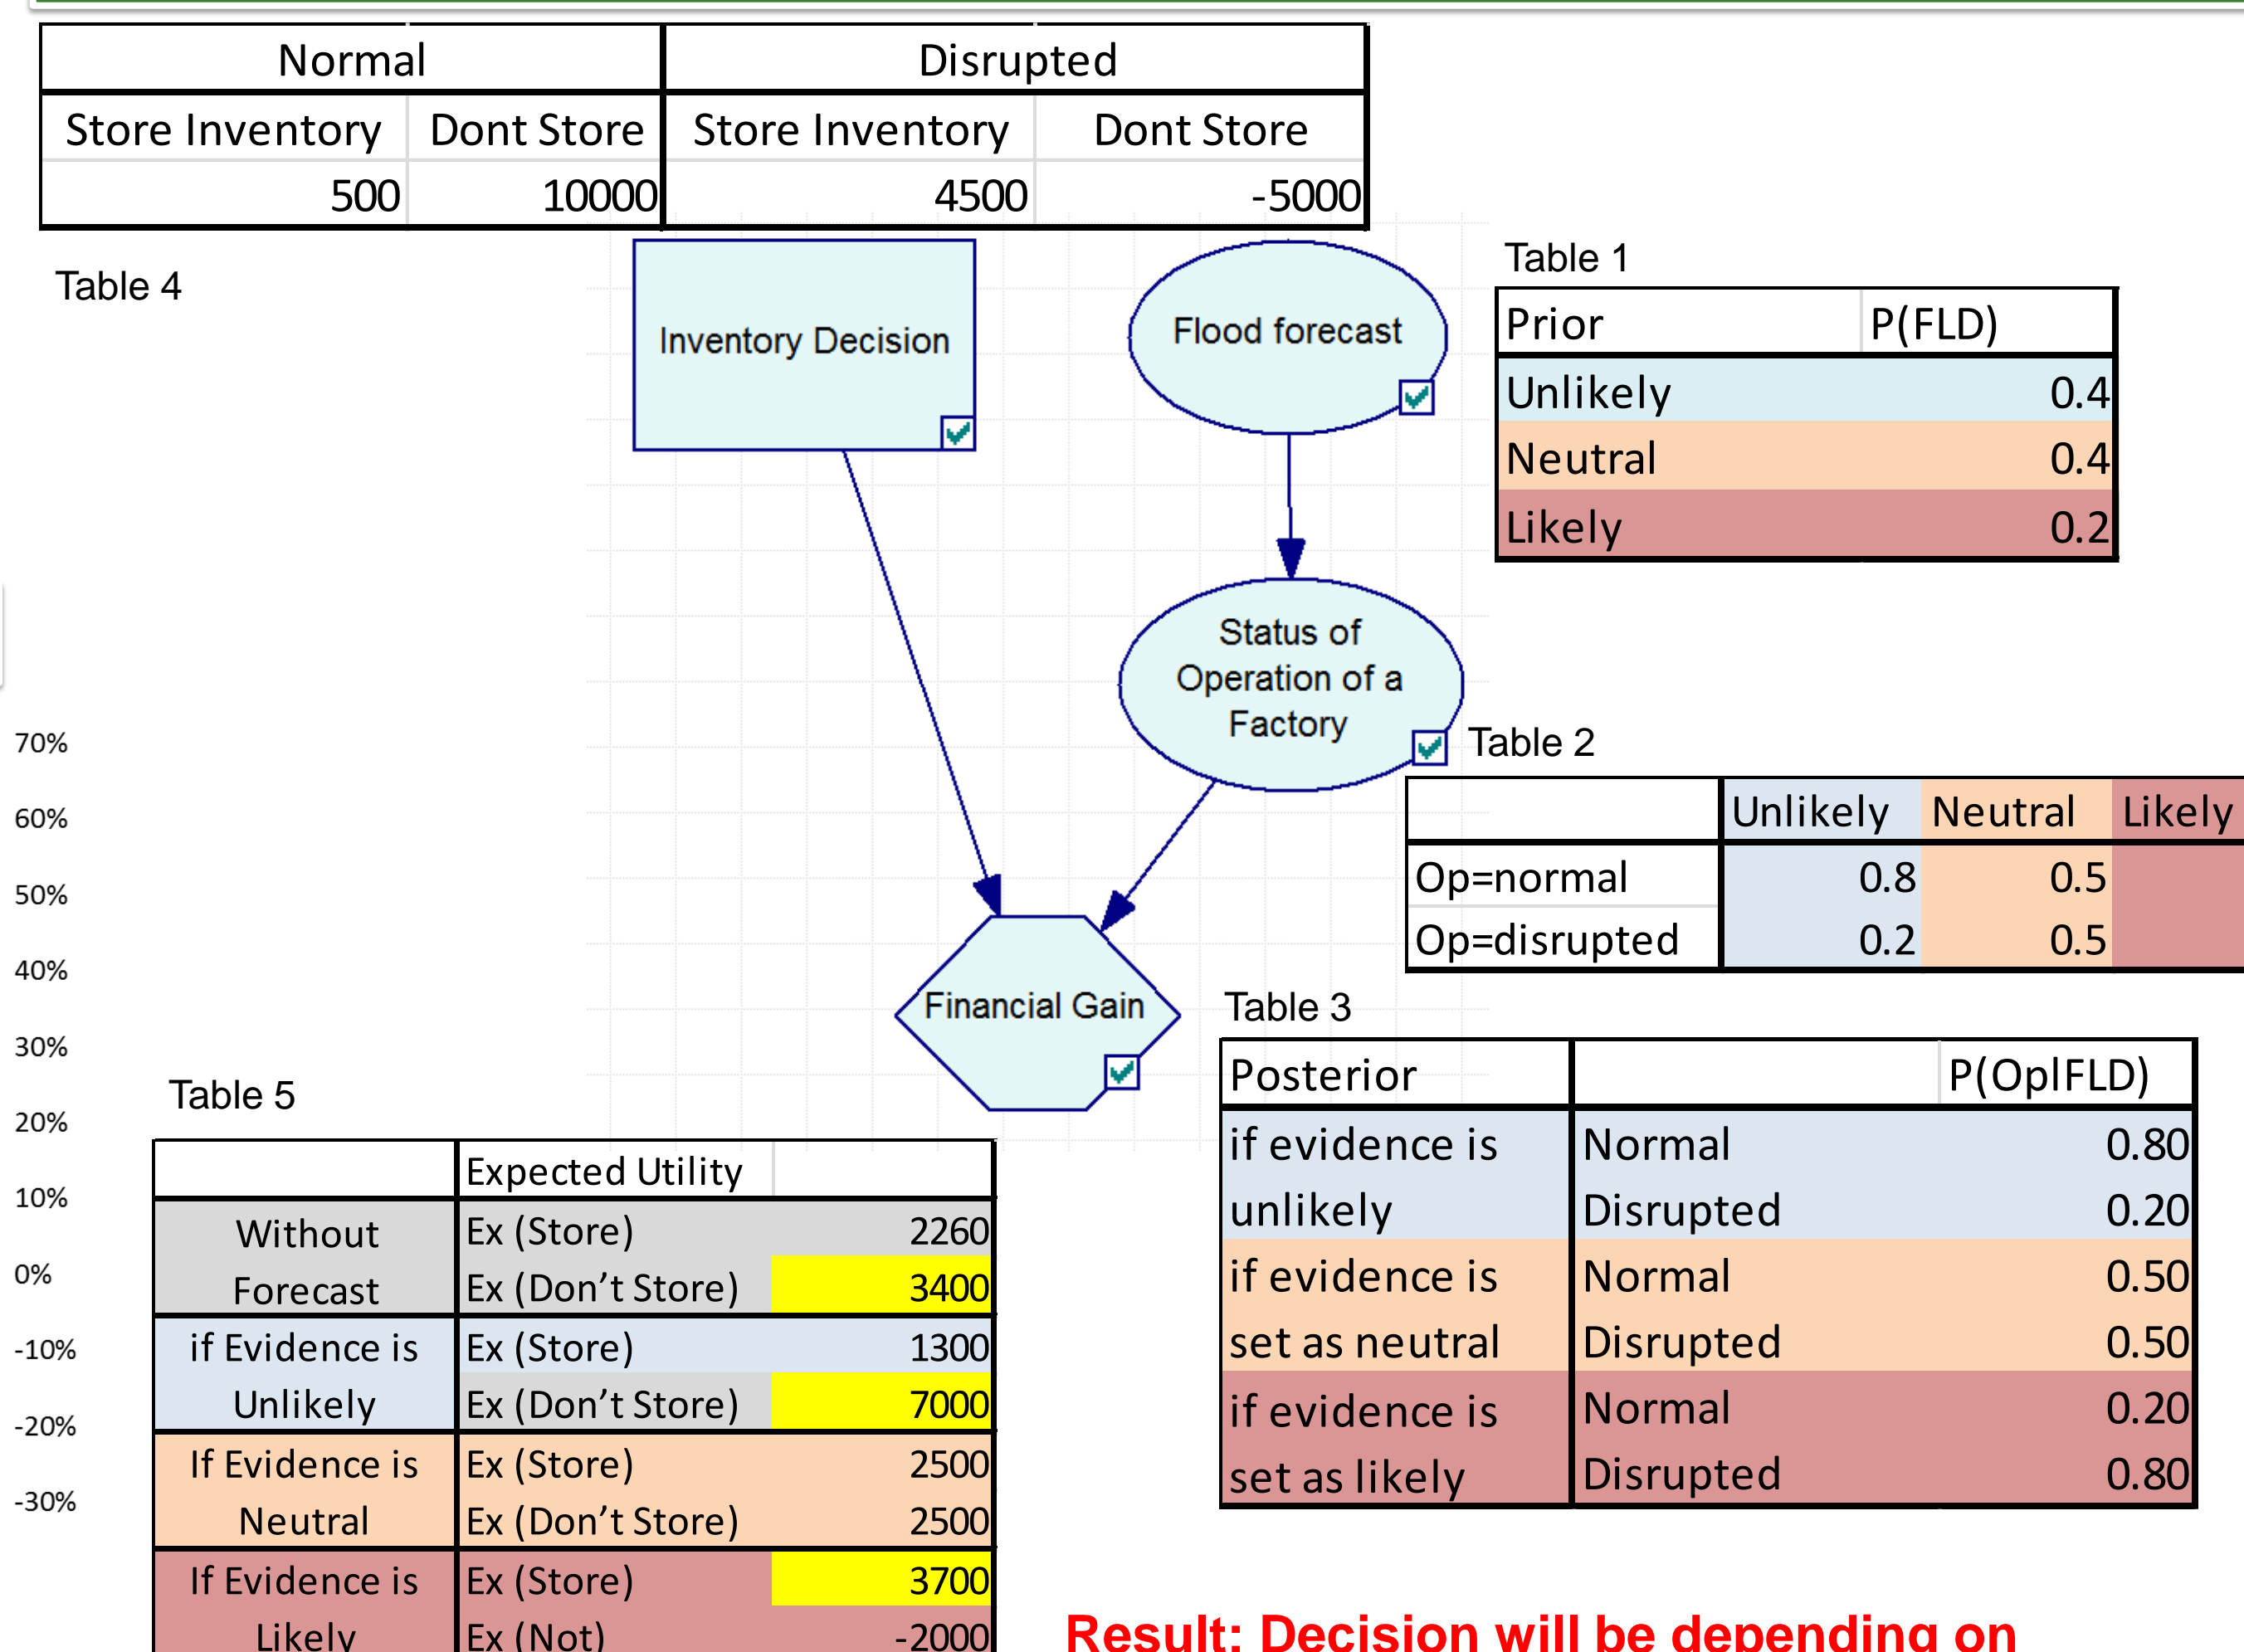 Normal Disrupted
Store Inventory Dont Store Store Inventory Dont Store
500 10000 4500 -5000
Table 4
Inventory Decision
Flood forecast
Table 1
Prior P(FLD)
Unlikely 0.4
Neutral 0.4
Likely 0.2
Status of
Operation of a
Factory
Table 2
Unlikely Neutral Likely
Op=normal 0.8 0.5
Op=disrupted 0.2 0.5
Financial Gain
Table 3
Posterior P(Op|FLD)
if evidence is Normal 0.80
unlikely Disrupted 0.20
if evidence is Normal 0.50
set as neutral Disrupted 0.50
if evidence is Normal 0.20
set as likely Disrupted 0.80
70%
60%
50%
40%
30%
20%
10%
0%
-10%
-20%
-30%
Table 5
Expected Utility
Without Ex (Store) 2260
Forecast Ex (Don’t Store) 3400
if Evidence is Ex (Store) 1300
Unlikely Ex (Don’t Store) 7000
If Evidence is Ex (Store) 2500
Neutral Ex (Don’t Store) 2500
If Evidence is Ex (Store) 3700
Likely Ex (Not) -2000
Result: Decision will be depending on